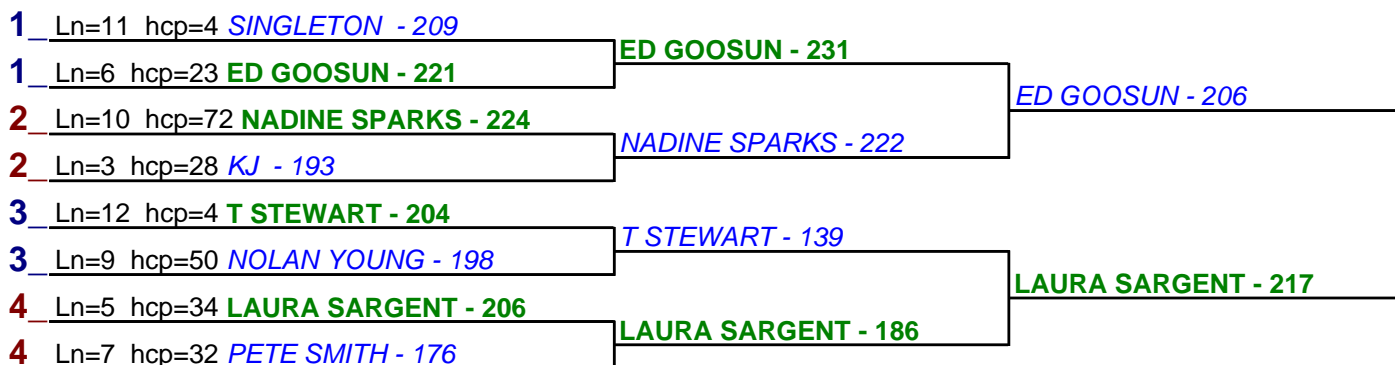 1_ Ln=11 hcp=4 SINGLETON - 209
ED GOOSUN - 231
1_ Ln=6 hcp=23 ED GOOSUN - 221
ED GOOSUN - 206
2_ Ln=10 hcp=72 NADINE SPARKS - 224
NADINE SPARKS - 222
2_ Ln=3 hcp=28 KJ - 193
3_ Ln=12 hcp=4 T STEWART - 204
T STEWART - 139
3_ Ln=9 hcp=50 NOLAN YOUNG - 198
LAURA SARGENT - 217
4_ Ln=5 hcp=34 LAURA SARGENT - 206
LAURA SARGENT - 186
4 Ln=7 hcp=32 PETE SMITH - 176